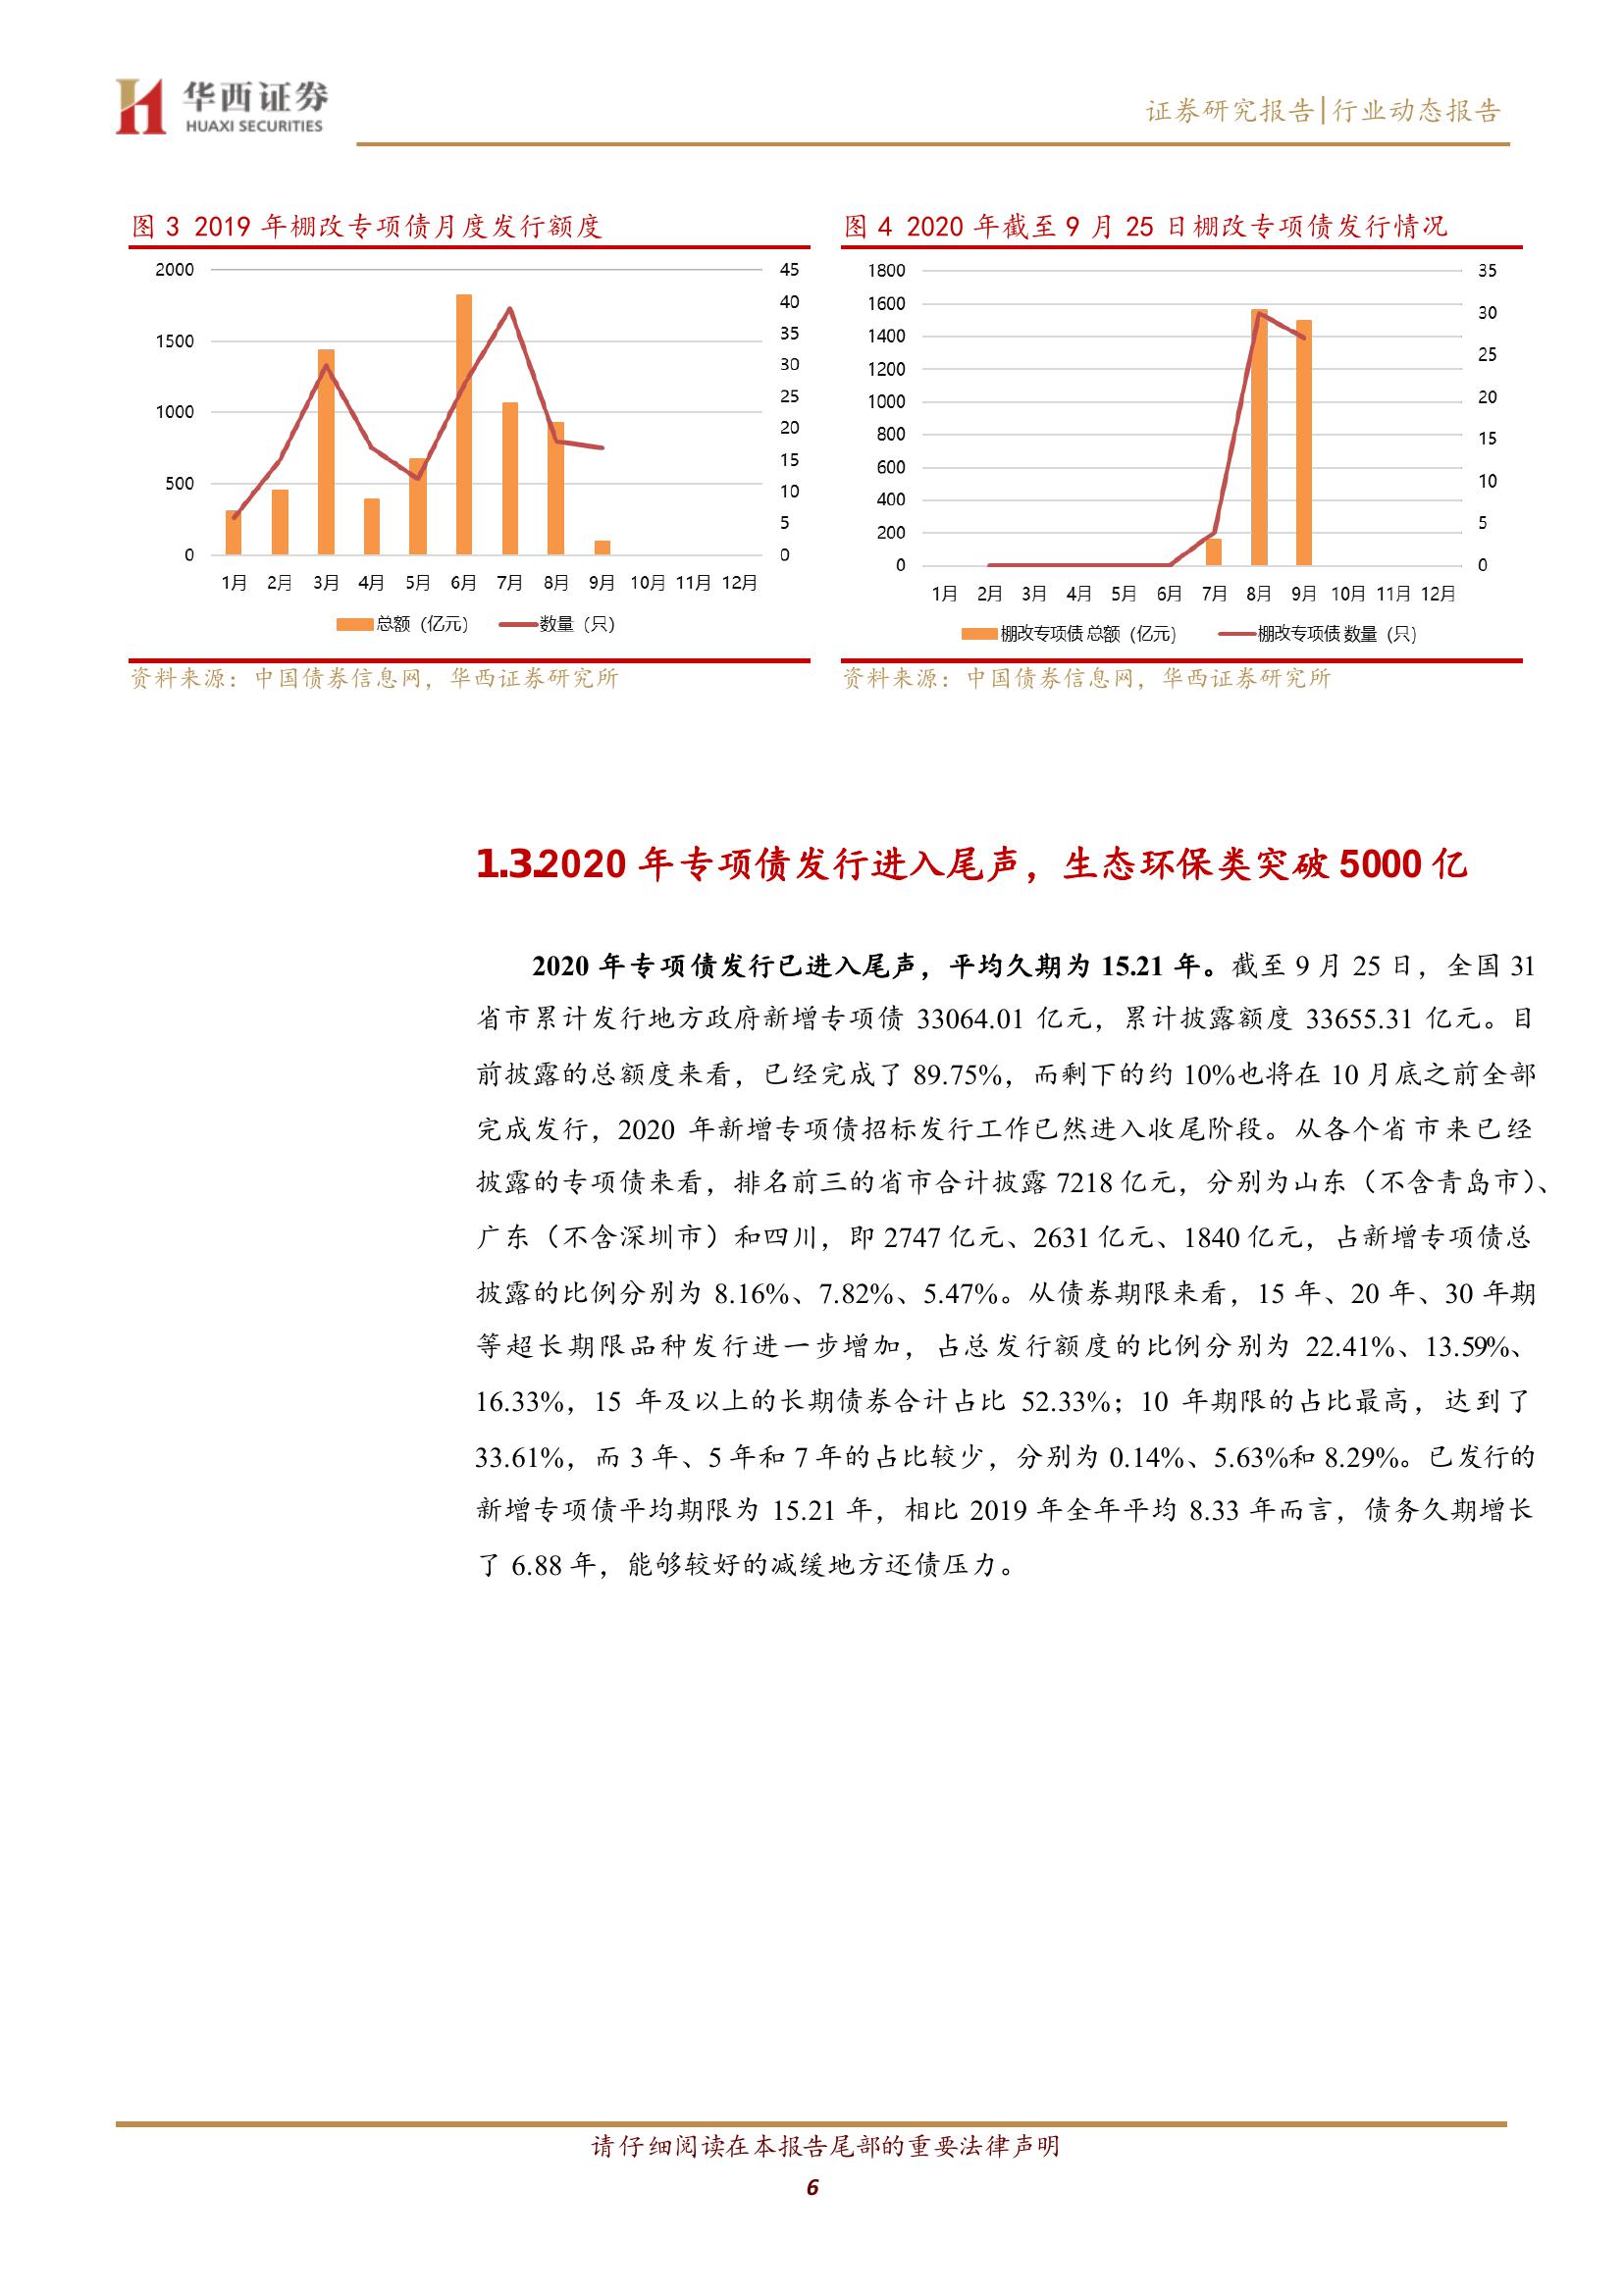 华西证券
HUAXI SECURITIES
证券研究报告|行业动态报告
图 3 2019 年棚改专项债月度发行额度
2000
1500
1000
500
0
45
40
35
30
25
20
15
10
5
0
1月 2月 3月 4月 5月 6月 7月 8月 9月 10月 11月 12月
总额（亿元） 数量（只）
资料来源：中国债券信息网，华西证券研究所
图 4 2020 年截至 9 月 25 日棚改专项债发行情况
1800
1600
1400
1200
1000
800
600
400
200
0
35
30
25
20
15
10
5
0
1月 2月 3月 4月 5月 6月 7月 8月 9月 10月 11月 12月
棚改专项债 总额（亿元） 棚改专项债 数量（只）
资料来源：中国债券信息网，华西证券研究所
1.3.2020 年专项债发行进入尾声，生态环保类突破 5000 亿
2020 年专项债发行已进入尾声，平均久期为 15.21 年。截至 9 月 25 日，全国 31
省市累计发行地方政府新增专项债 33064.01 亿元，累计披露额度 33655.31 亿元。目
前披露的总额度来看，已经完成了 89.75%，而剩下的约 10%也将在 10 月底之前全部
完成发行，2020 年新增专项债招标发行工作已然进入收尾阶段。从各个省市来已经
披露的专项债来看，排名前三的省市合计披露 7218 亿元，分别为山东（不含青岛市）、
广东（不含深圳市）和四川，即 2747 亿元、2631 亿元、1840 亿元，占新增专项债总
披露的比例分别为 8.16%、7.82%、5.47%。从债券期限来看，15 年、20 年、30 年期
等超长期限品种发行进一步增加，占总发行额度的比例分别为 22.41%、13.59%、
16.33%，15 年及以上的长期债券合计占比 52.33%；10 年期限的占比最高，达到了
33.61%，而 3 年、5 年和 7 年的占比较少，分别为 0.14%、5.63%和 8.29%。已发行的
新增专项债平均期限为 15.21 年，相比 2019 年全年平均 8.33 年而言，债务久期增长
了 6.88 年，能够较好的减缓地方还债压力。
请仔细阅读在本报告尾部的重要法律声明
6